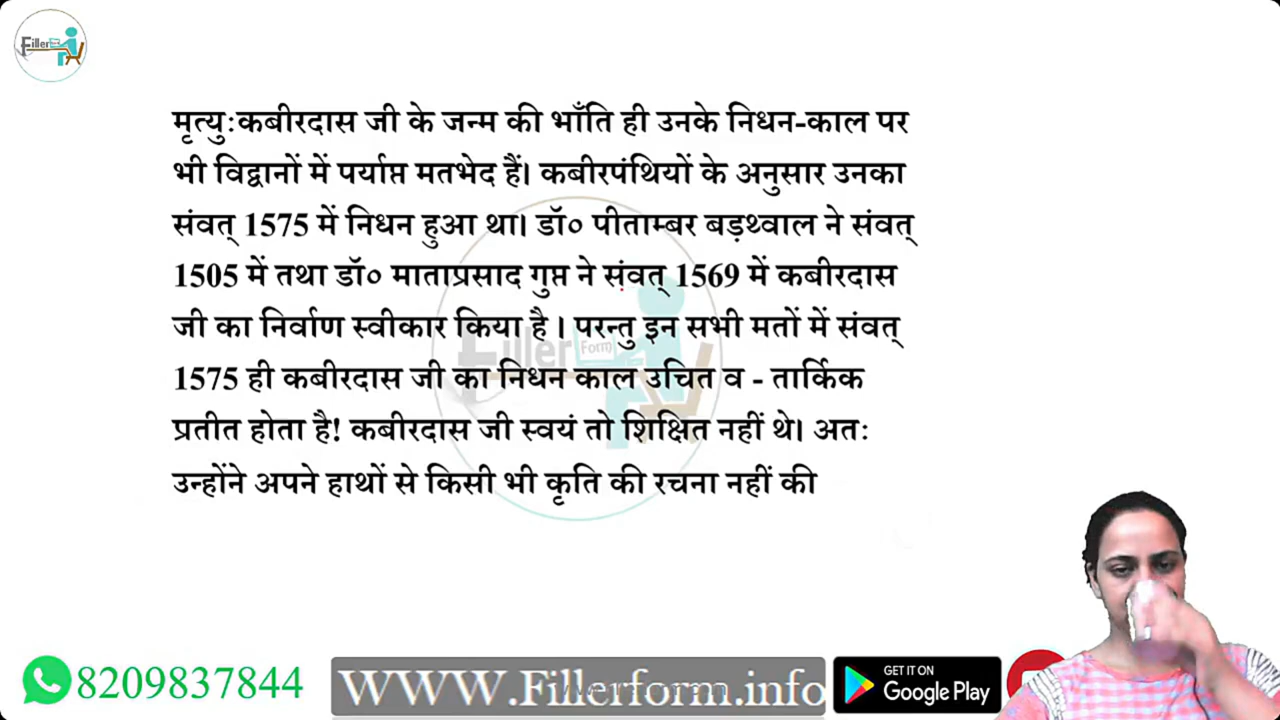 Filler
मृत्यु:कबीरदास जी के जन्म की भाँति ही उनके निधन-काल पर
भी विद्वानों में पर्याप्त मतभेद हैं। कबीरपंथियों के अनुसार उनका
संवत् 1575 में निधन हुआ था। डॉ० पीताम्बर बड़थ्वाल ने संवत्
1505 में तथा डॉ० माताप्रसाद गुप्त ने संवत् 1569 में कबीरदास
जी का निर्वाण स्वीकार किया है । परन्तु इन सभी मतों में संवत्
1575 ही कबीरदास जी का निधन काल उचित व - तार्किक
प्रतीत होता है! कबीरदास जी स्वयं तो शिक्षित नहीं थे। अतः
उन्होंने अपने हाथों से किसी भी कृति की रचना नहीं की
Filler Form
8209837844
WWW.Fillerform.info
GET IT ON
Google Play